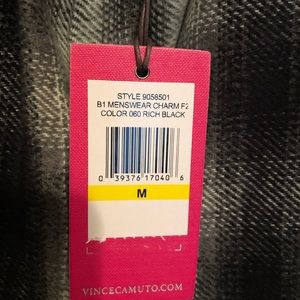 STYLE 9058501
B1 MENSWEAR CHARM F2
COLOR 060 RICH BLACK
0 39376 17040 6
M
VINCECAMUTO.COM